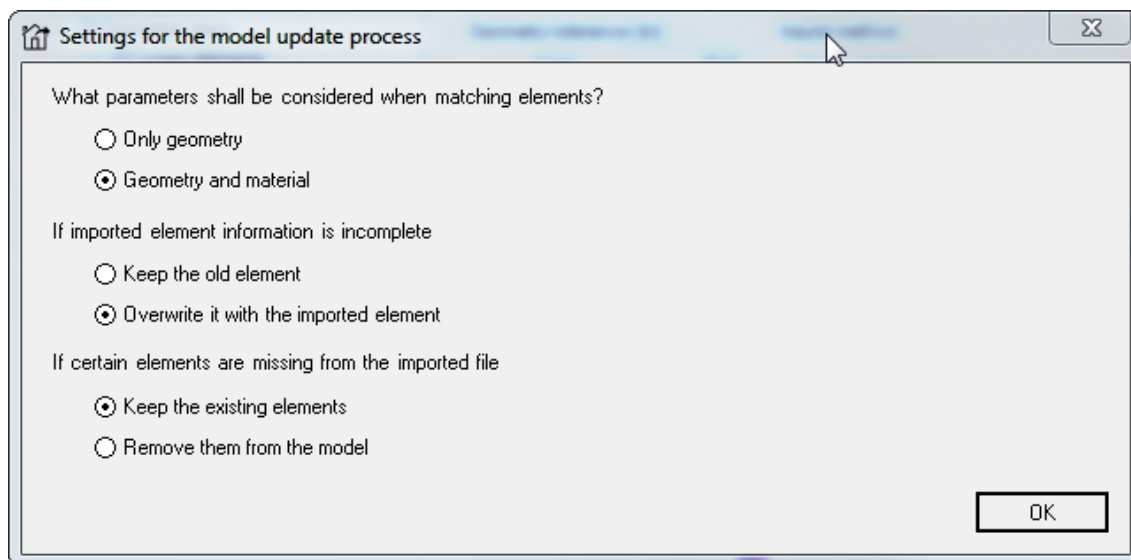 Settings for the model update process
What parameters shall be considered when matching elements?
Only geometry
Geometry and material
If imported element information is incomplete
Keep the old element
Overwrite it with the imported element
If certain elements are missing from the imported file
Keep the existing elements
Remove them from the model
OK